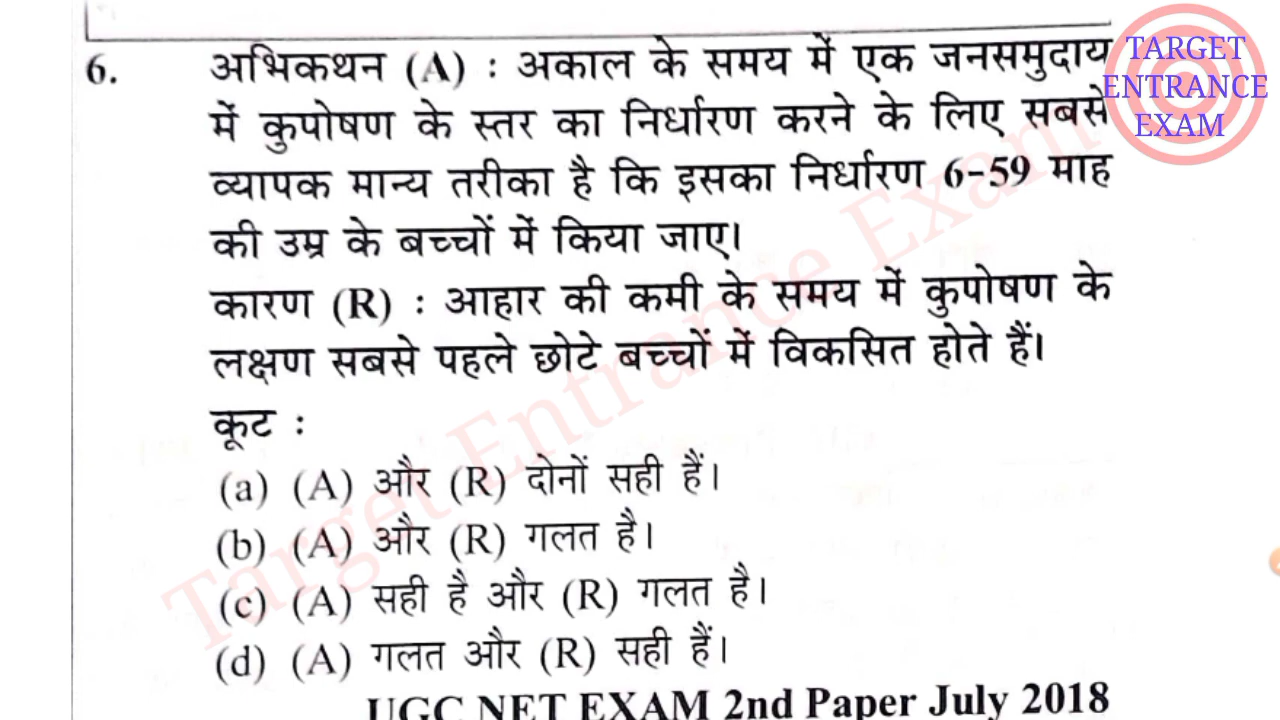 TARGET
ENTRANCE
EXAM
6. अभिकथन (A) : अकाल के समय में एक जनसमुदाय
में कुपोषण के स्तर का निर्धारण करने के लिए सबसे
व्यापक मान्य तरीका है कि इसका निर्धारण 6-59 माह
की उम्र के बच्चों में किया जाए।
कारण (R) : आहार की कमी के समय में कुपोषण के
लक्षण सबसे पहले छोटे बच्चों में विकसित होते हैं।
कूट :
(a) (A) और (R) दोनों सही हैं।
(b) (A) और (R) गलत है।
(c) (A) सही है और (R) गलत है।
(d) (A) गलत और (R) सही हैं।
UGC NET EXAM 2nd Paper July 2018
Target Entrance Exam